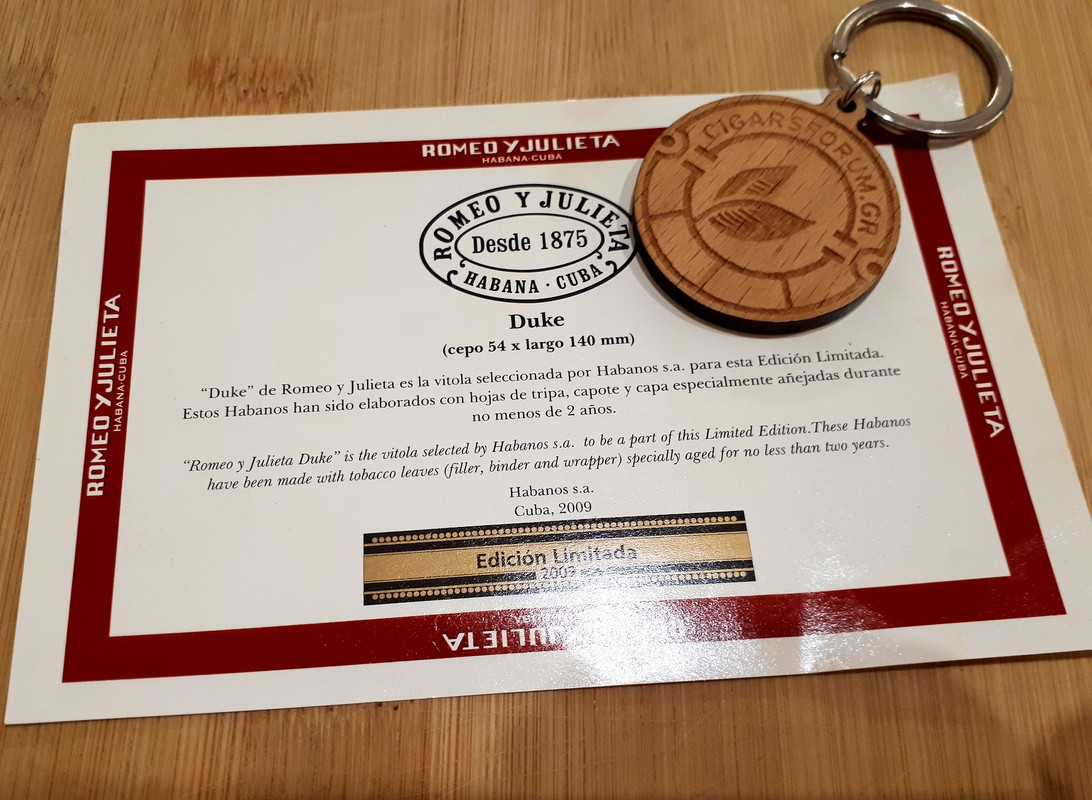 ROMEO Y JULIETA
HABANA·CUBA
CIGARSFORUM.GR
ROMEO Y JULIETA
Desde 1875
HABANA · CUBA
Duke
(cepo 54 x largo 140 mm)
“Duke” de Romeo y Julieta es la vitola seleccionada por Habanos s.a. para esta Edición Limitada.
Estos Habanos han sido elaborados con hojas de tripa, capote y capa especialmente añejadas durante
no menos de 2 años.
“Romeo y Julieta Duke” is the vitola selected by Habanos s.a. to be a part of this Limited Edition.These Habanos
have been made with tobacco leaves (filler, binder and wrapper) specially aged for no less than two years.
Habanos s.a.
Cuba, 2009
Edición Limitada
2009
ROMEO Y JULIETA
HABANA·CUBA
ROMEO Y JULIETA
HABANA·CUBA
JULIETA